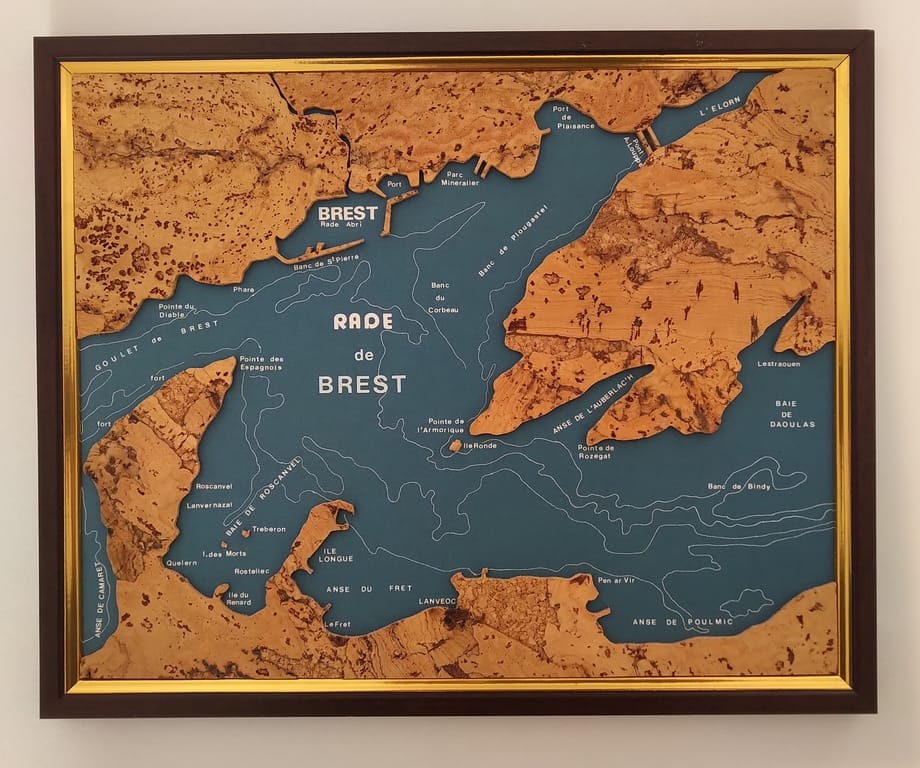 L'ELORN
Port
de
Plaisance
Pont
A.Louppe
Port
Parc
Mineralier
BREST
Rade Abri
Banc de Plougastel
Banc de St Pierre
Phare
Banc
du
Corbeau
Pointe du
Diable
GOULET de BREST
RADE
de
BREST
Pointe des
Espagnols
fort
fort
Lestraouen
BAIE
DE
DAOULAS
ANSE DE L'AUBERLAC'H
Pointe de
l'Armorique
Ile Ronde
Pointe de
Rozegat
Banc de Bindy
Roscanvel
Lanvernazal
BAIE DE ROSCANVEL
Treberon
I.des Morts
Quelern
Rostellec
Ile du
Renard
ILE
LONGUE
ANSE DU FRET
LANVEOC
Le Fret
ANSE DE CAMARET
Pen ar Vir
ANSE DE POULMIC